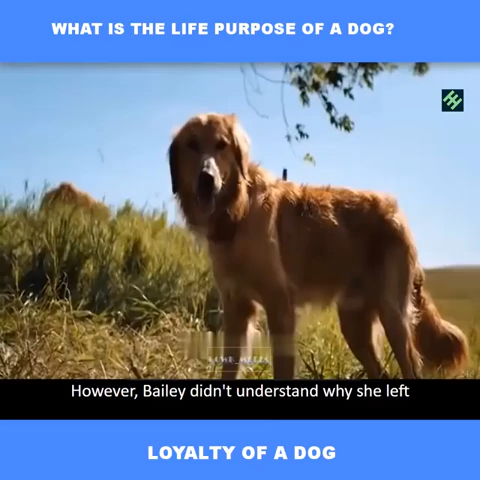 WHAT IS THE LIFE PURPOSE OF A DOG?
However, Bailey didn't understand why she left
LOYALTY OF A DOG